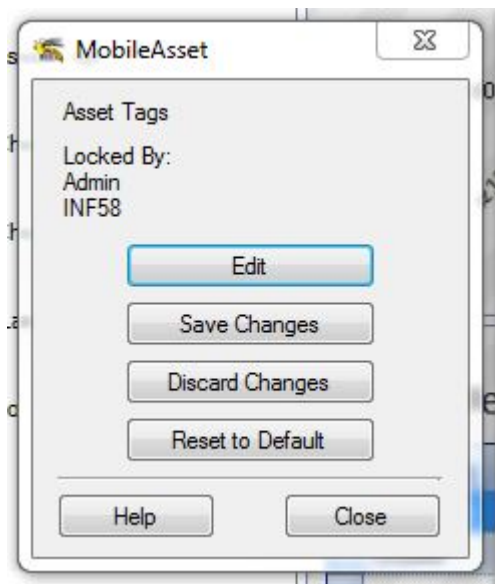 MobileAsset
Asset Tags
Locked By:
Admin
INF58
Edit
Save Changes
Discard Changes
Reset to Default
Help
Close